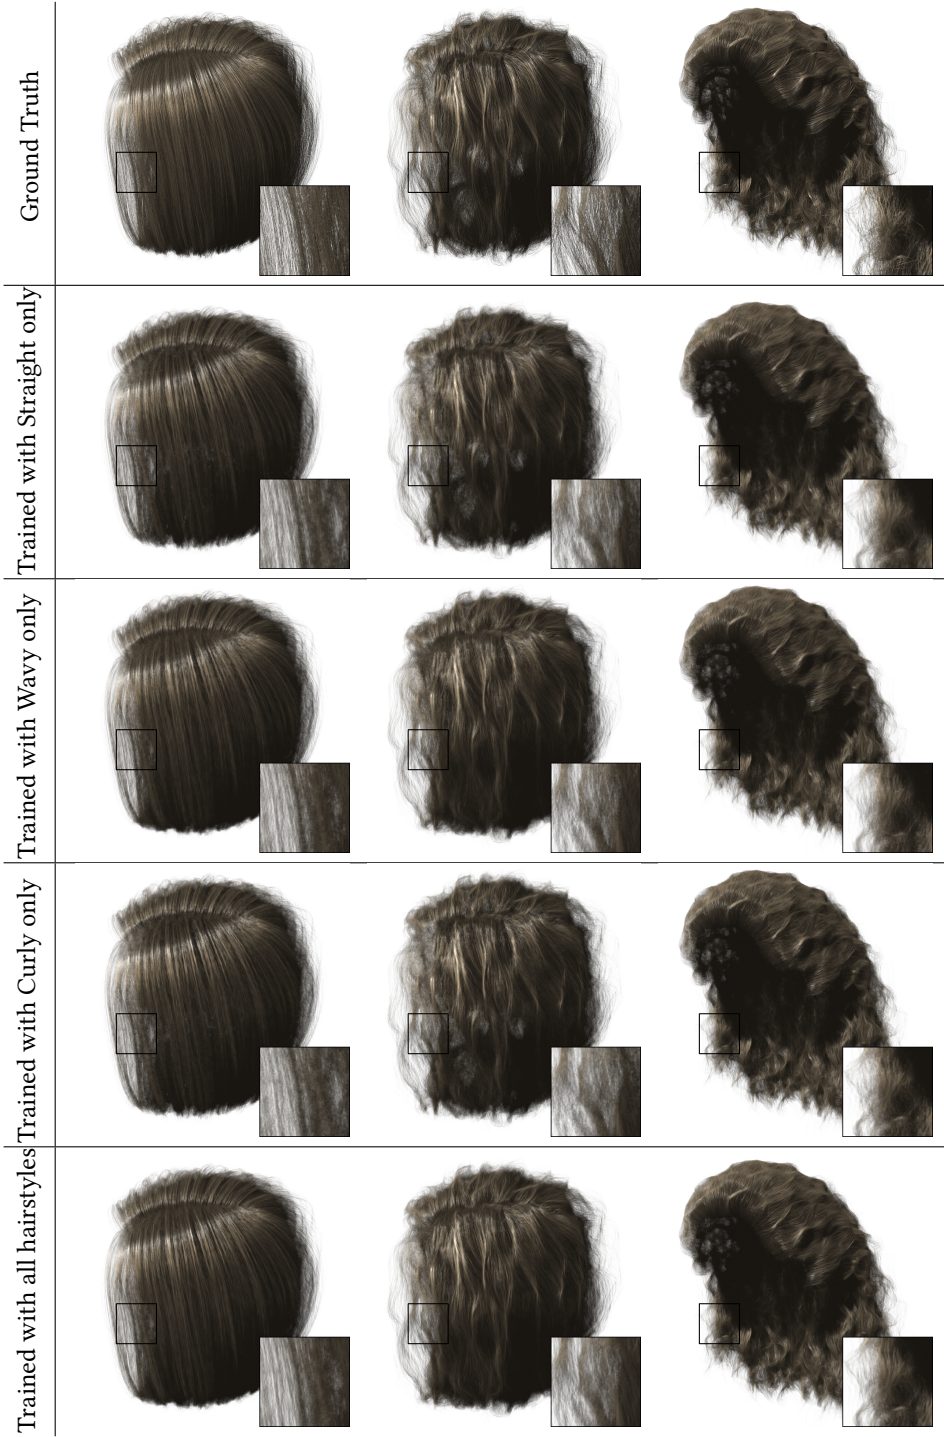 Ground Truth
Trained with Straight only
Trained with Wavy only
Trained with Curly only
Trained with all hairstyles